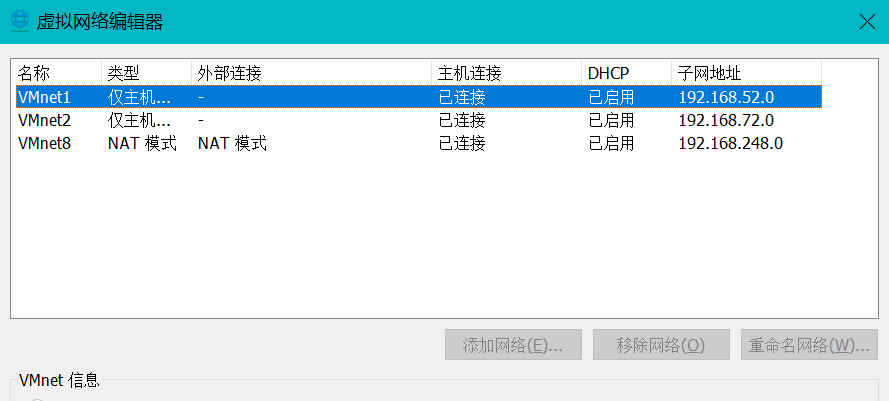 虚拟网络编辑器
名称 类型 外部连接 主机连接 DHCP 子网地址
VMnet1 仅主机... - 已连接 已启用 192.168.52.0
VMnet2 仅主机... - 已连接 已启用 192.168.72.0
VMnet8 NAT 模式 NAT 模式 已连接 已启用 192.168.248.0
添加网络(E)... 移除网络(O) 重命名网络(W)...
VMnet 信息